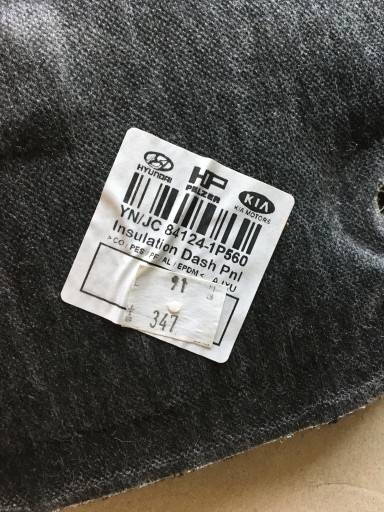 HYUNDAI
HP
PELZER
KIA
KIA MOTORS
YN/JC 84124-1P560
Insulation Dash Pnl
91
347